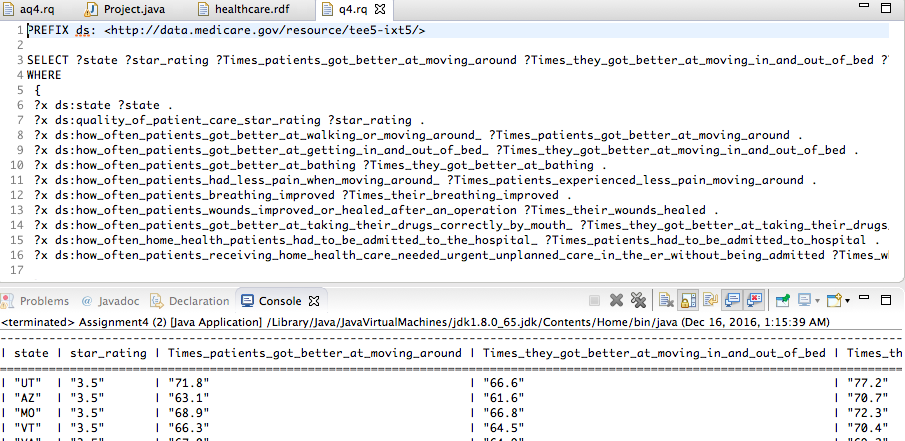 aq4.rq Project.java healthcare.rdf q4.rq
1 PREFIX ds: <http://data.medicare.gov/resource/tee5-ixt5/>
2
3 SELECT ?state ?star_rating ?Times_patients_got_better_at_moving_around ?Times_they_got_better_at_moving_in_and_out_of_bed ?
4 WHERE
5 {
6 ?x ds:state ?state .
7 ?x ds:quality_of_patient_care_star_rating ?star_rating .
8 ?x ds:how_often_patients_got_better_at_walking_or_moving_around_ ?Times_patients_got_better_at_moving_around .
9 ?x ds:how_often_patients_got_better_at_getting_in_and_out_of_bed_ ?Times_they_got_better_at_moving_in_and_out_of_bed .
10 ?x ds:how_often_patients_got_better_at_bathing ?Times_they_got_better_at_bathing .
11 ?x ds:how_often_patients_had_less_pain_when_moving_around_ ?Times_patients_experienced_less_pain_moving_around .
12 ?x ds:how_often_patients_breathing_improved ?Times_their_breathing_improved .
13 ?x ds:how_often_patients_wounds_improved_or_healed_after_an_operation ?Times_their_wounds_healed .
14 ?x ds:how_often_patients_got_better_at_taking_their_drugs_correctly_by_mouth_ ?Times_they_got_better_at_taking_their_drugs_
15 ?x ds:how_often_home_health_patients_had_to_be_admitted_to_the_hospital_ ?Times_patients_had_to_be_admitted_to_hospital .
16 ?x ds:how_often_patients_receiving_home_health_care_needed_urgent_unplanned_care_in_the_er_without_being_admitted ?Times_w
17
Problems @ Javadoc Declaration Console
<terminated> Assignment4 (2) [Java Application] /Library/Java/JavaVirtualMachines/jdk1.8.0_65.jdk/Contents/Home/bin/java (Dec 16, 2016, 1:15:39 AM)
| state | star_rating | Times_patients_got_better_at_moving_around | Times_they_got_better_at_moving_in_and_out_of_bed | Times_th
| "UT" | "3.5" | "71.8" | "66.6" | "77.2"
| "AZ" | "3.5" | "63.1" | "61.6" | "70.7"
| "MO" | "3.5" | "68.9" | "66.8" | "72.3"
| "VT" | "3.5" | "66.3" | "64.5" | "70.4"